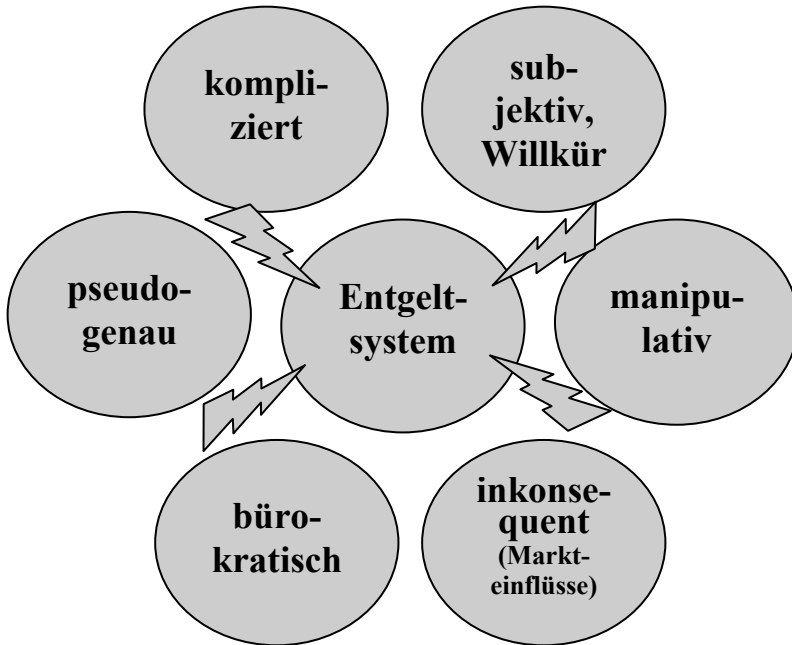 kompli-
ziert
sub-
jektiv,
Willkür
pseudo-
genau
Entgelt-
system
manipu-
lativ
büro-
kratisch
inkonse-
quent
(Markt-
einflüsse)